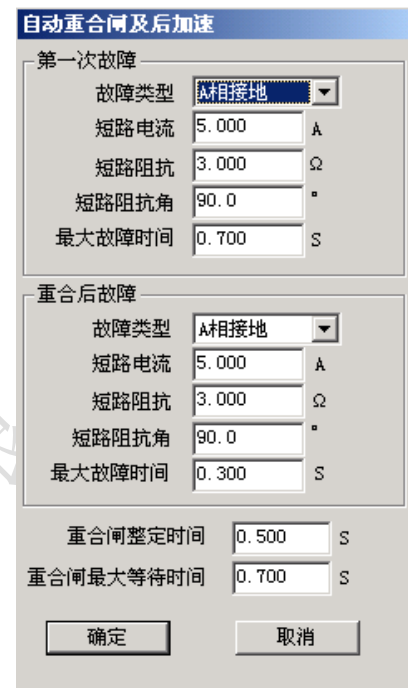 自动重合闸及后加速
第一次故障
故障类型 A相接地
短路电流 5.000 A
短路阻抗 3.000 Ω
短路阻抗角 90.0 °
最大故障时间 0.700 S
重合后故障
故障类型 A相接地
短路电流 5.000 A
短路阻抗 3.000 Ω
短路阻抗角 90.0 °
最大故障时间 0.300 S
重合闸整定时间 0.500 S
重合闸最大等待时间 0.700 S
确定 取消